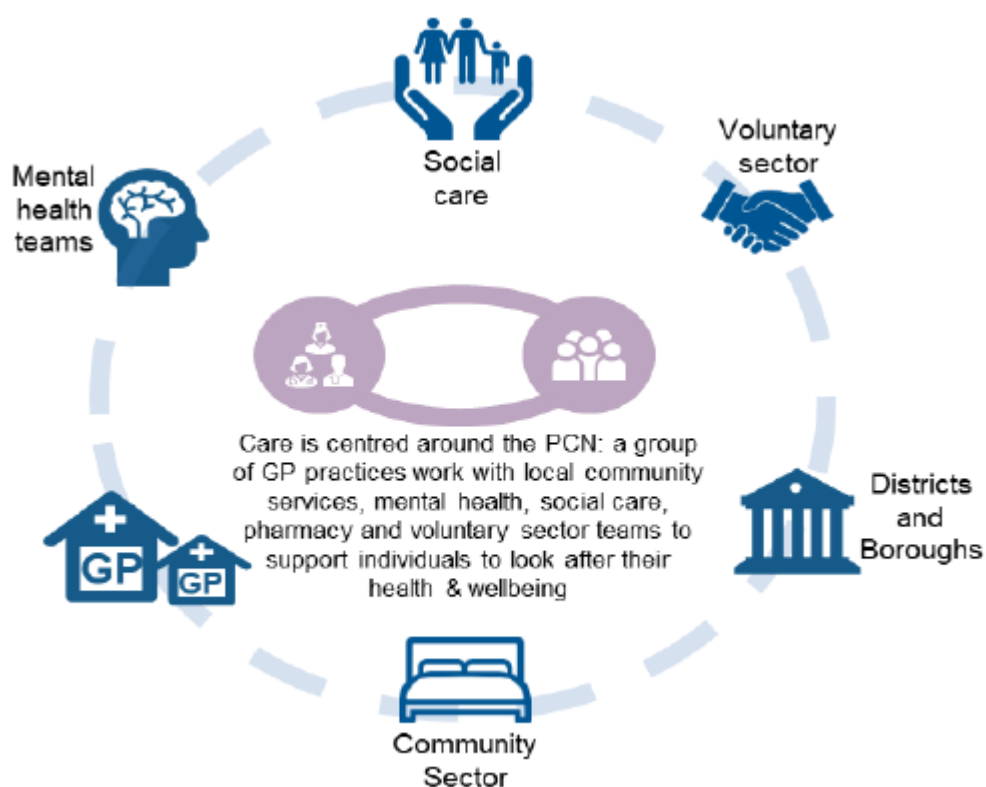 Social
care
Voluntary
sector
Mental
health
teams
Care is centred around the PCN: a group
of GP practices work with local community
services, mental health, social care,
pharmacy and voluntary sector teams to
support individuals to look after their
health & wellbeing
Districts
and
Boroughs
GP
GP
Community
Sector